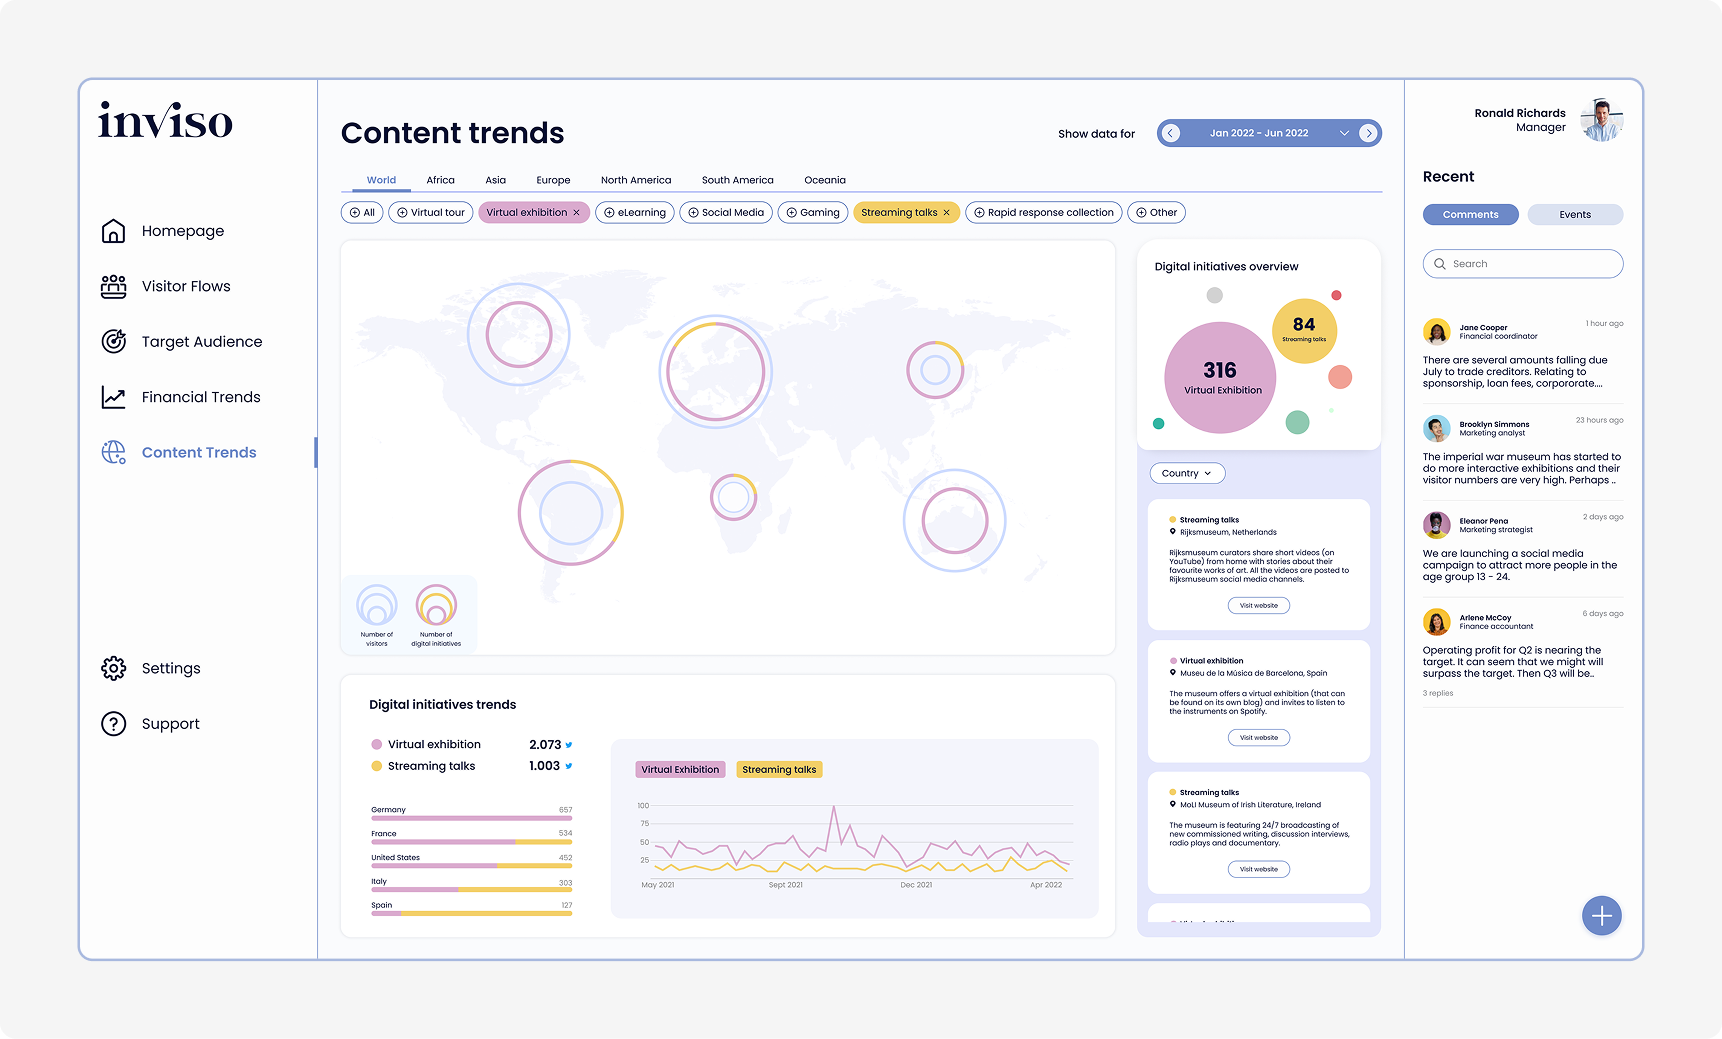 inviso
Homepage
Visitor Flows
Target Audience
Financial Trends
Content Trends
Settings
Support
Content trends
Show data for
Jan 2022 - Jun 2022
World Africa Asia Europe North America South America Oceania
All Virtual tour Virtual exhibition × eLearning Social Media Gaming Streaming talks × Rapid response collection Other
Number of
visitors
Number of
digital initiatives
Digital initiatives trends
Virtual exhibition 2.073
Streaming talks 1.003
Germany 657
France 534
United States 452
Italy 303
Spain 127
Virtual Exhibition Streaming talks
100
75
50
25
May 2021 Sept 2021 Dec 2021 Apr 2022
Digital initiatives overview
84
Streaming talks
316
Virtual Exhibition
Country
Streaming talks
Rijksmuseum, Netherlands
Rijksmuseum curators share short videos (on
YouTube) from home with stories about their
favourite works of art. All the videos are posted to
Rijksmuseum social media channels.
Visit website
Virtual exhibition
Museu de la Música de Barcelona, Spain
The museum offers a virtual exhibition (that can
be found on its own blog) and invites to listen to
the instruments on Spotify.
Visit website
Streaming talks
MoLI Museum of Irish Literature, Ireland
The museum is featuring 24/7 broadcasting of
new commissioned writing, discussion interviews,
radio plays and documentary.
Visit website
Ronald Richards
Manager
Recent
Comments Events
Search
Jane Cooper
Financial coordinator
1 hour ago
There are several amounts falling due
July to trade creditors. Relating to
sponsorship, loan fees, corpororate....
Brooklyn Simmons
Marketing analyst
23 hours ago
The imperial war museum has started to
do more interactive exhibitions and their
visitor numbers are very high. Perhaps ..
Eleanor Pena
Marketing strategist
2 days ago
We are launching a social media
campaign to attract more people in the
age group 13 - 24.
Arlene McCoy
Finance accountant
6 days ago
Operating profit for Q2 is nearing the
target. It can seem that we might will
surpass the target. Then Q3 will be..
3 replies